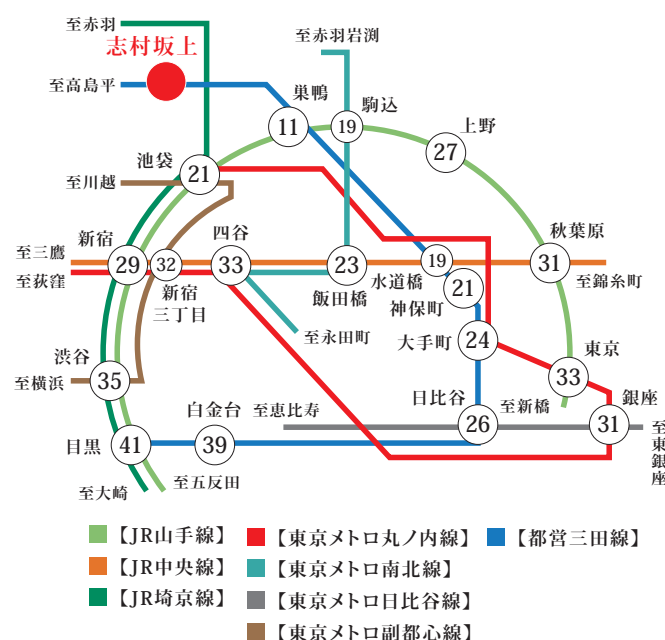 至赤羽
志村坂上
至赤羽岩渕
至高島平
巣鴨
駒込
上野
11
19
27
池袋
21
至川越
新宿
四谷
秋葉原
至三鷹
29
32
33
23
水道橋
19
31
至荻窪
新宿
三丁目
飯田橋
神保町
21
至錦糸町
至永田町
大手町
24
東京
33
渋谷
35
至横浜
白金台
至恵比寿
日比谷
至新橋
銀座
26
31
至東銀座
目黒
41
39
至大崎
至五反田
【JR山手線】
【東京メトロ丸ノ内線】
【都営三田線】
【JR中央線】
【東京メトロ南北線】
【JR埼京線】
【東京メトロ日比谷線】
【東京メトロ副都心線】